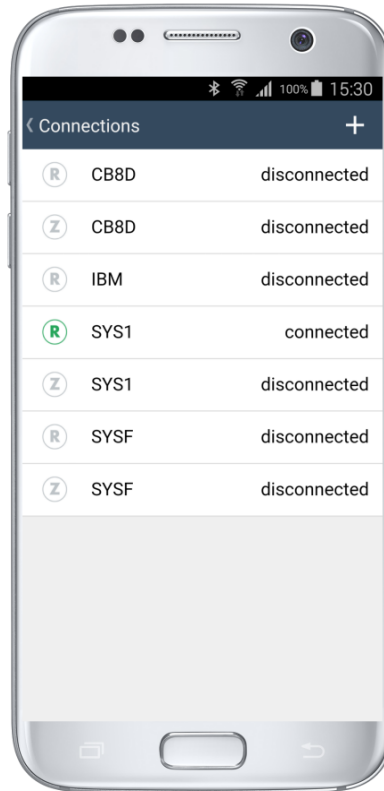 100% 15:30
Connections +
R CB8D disconnected
Z CB8D disconnected
R IBM disconnected
R SYS1 connected
Z SYS1 disconnected
R SYSF disconnected
Z SYSF disconnected